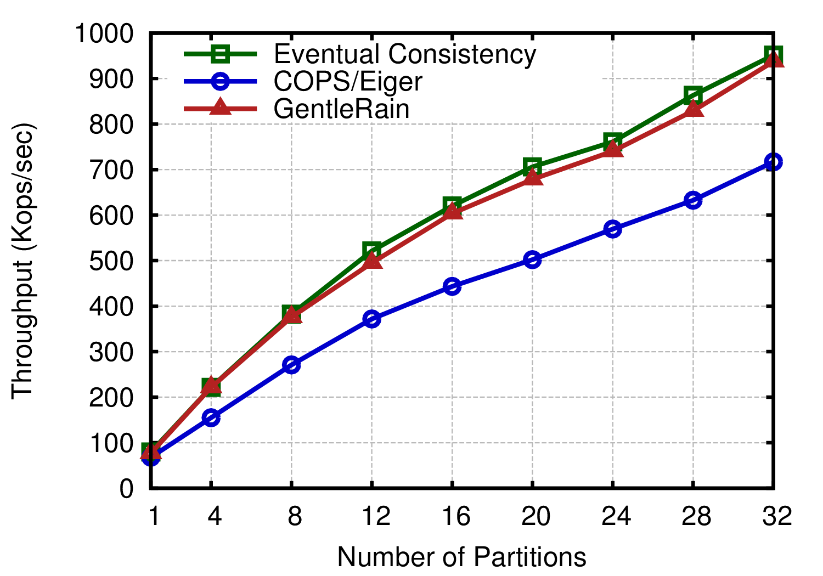 1000
900
800
700
600
500
400
300
200
100
0
Throughput (Kops/sec)
Eventual Consistency
COPS/Eiger
GentleRain
1 4 8 12 16 20 24 28 32
Number of Partitions